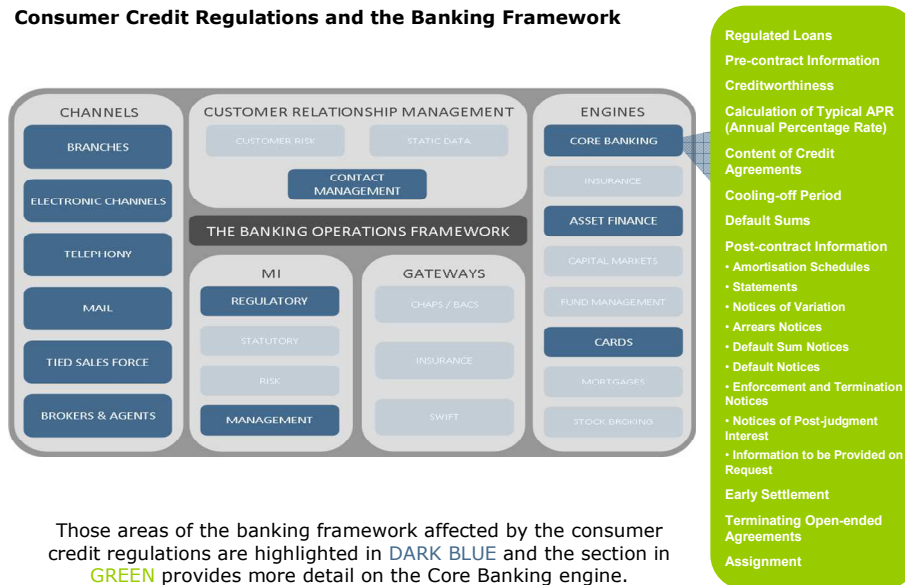 Consumer Credit Regulations and the Banking Framework
CHANNELS
BRANCHES
ELECTRONIC CHANNELS
TELEPHONY
MAIL
TIED SALES FORCE
BROKERS & AGENTS
CUSTOMER RELATIONSHIP MANAGEMENT
CUSTOMER RISK
STATIC DATA
CONTACT
MANAGEMENT
THE BANKING OPERATIONS FRAMEWORK
MI
REGULATORY
STATUTORY
RISK
MANAGEMENT
GATEWAYS
CHAPS / BACS
INSURANCE
SWIFT
ENGINES
CORE BANKING
INSURANCE
ASSET FINANCE
CAPITAL MARKETS
FUND MANAGEMENT
CARDS
MORTGAGES
STOCK BROKING
Regulated Loans
Pre-contract Information
Creditworthiness
Calculation of Typical APR
(Annual Percentage Rate)
Content of Credit
Agreements
Cooling-off Period
Default Sums
Post-contract Information
• Amortisation Schedules
• Statements
• Notices of Variation
• Arrears Notices
• Default Sum Notices
• Default Notices
• Enforcement and Termination
Notices
• Notices of Post-judgment
Interest
• Information to be Provided on
Request
Early Settlement
Terminating Open-ended
Agreements
Assignment
Those areas of the banking framework affected by the consumer
credit regulations are highlighted in DARK BLUE and the section in
GREEN provides more detail on the Core Banking engine.